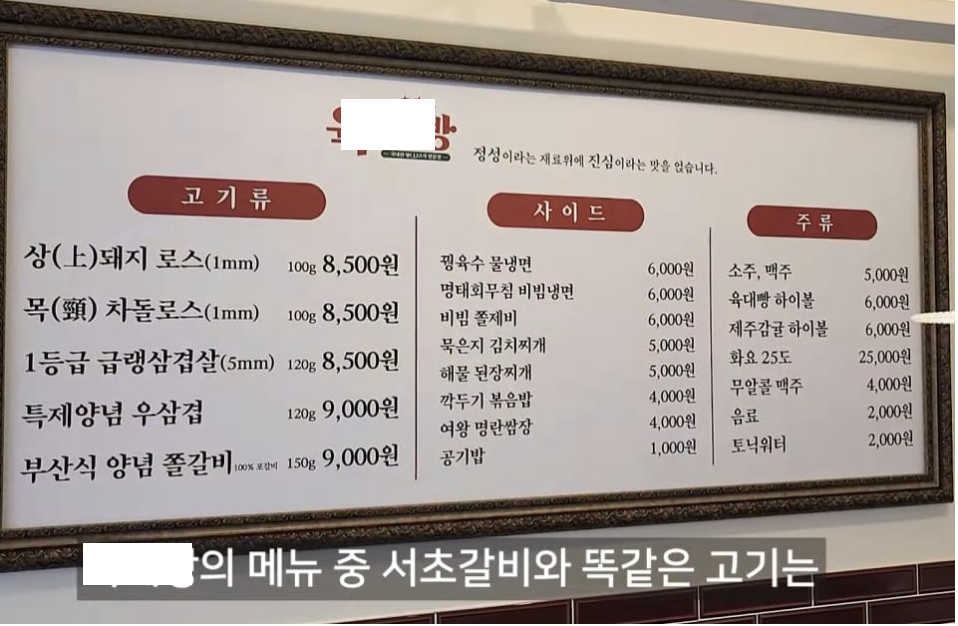 정성이라는 재료위에 진심이라는 맛을 얹습니다.
고기류
상(上)돼지 로스(1mm) 100g 8,500원
목(頸) 차돌로스(1mm) 100g 8,500원
1등급 급랭삼겹살(5mm) 120g 8,500원
특제양념 우삼겹 120g 9,000원
부산식 양념 쫄갈비 100% 포갈비 150g 9,000원
사이드
꿩육수 물냉면 6,000원
명태회무침 비빔냉면 6,000원
비빔 쫄제비 6,000원
묵은지 김치찌개 5,000원
해물 된장찌개 5,000원
깍두기 볶음밥 4,000원
여왕 명란쌈장 4,000원
공기밥 1,000원
주류
소주, 맥주 5,000원
육대빵 하이볼 6,000원
제주감귤 하이볼 6,000원
화요 25도 25,000원
무알콜 맥주 4,000원
음료 2,000원
토닉워터 2,000원
의 메뉴 중 서초갈비와 똑같은 고기는